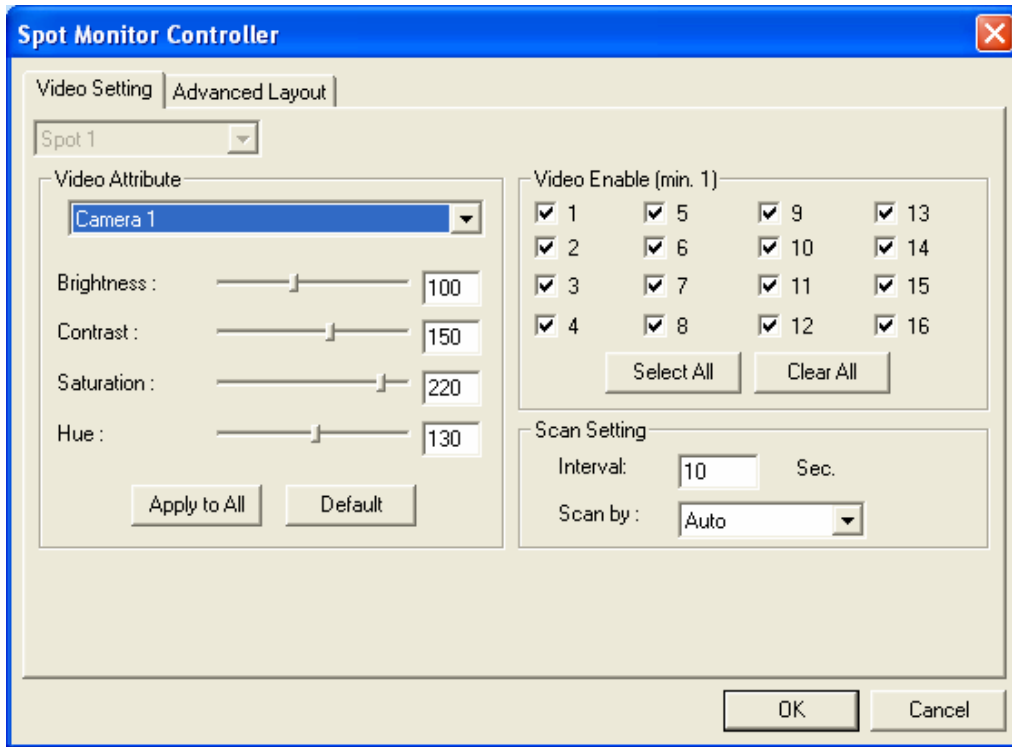 Spot Monitor Controller
Video Setting
Advanced Layout
Spot 1
Video Attribute
Camera 1
Brightness : 100
Contrast : 150
Saturation : 220
Hue : 130
Apply to All
Default
Video Enable (min. 1)
1 5 9 13
2 6 10 14
3 7 11 15
4 8 12 16
Select All
Clear All
Scan Setting
Interval: 10 Sec.
Scan by : Auto
OK
Cancel